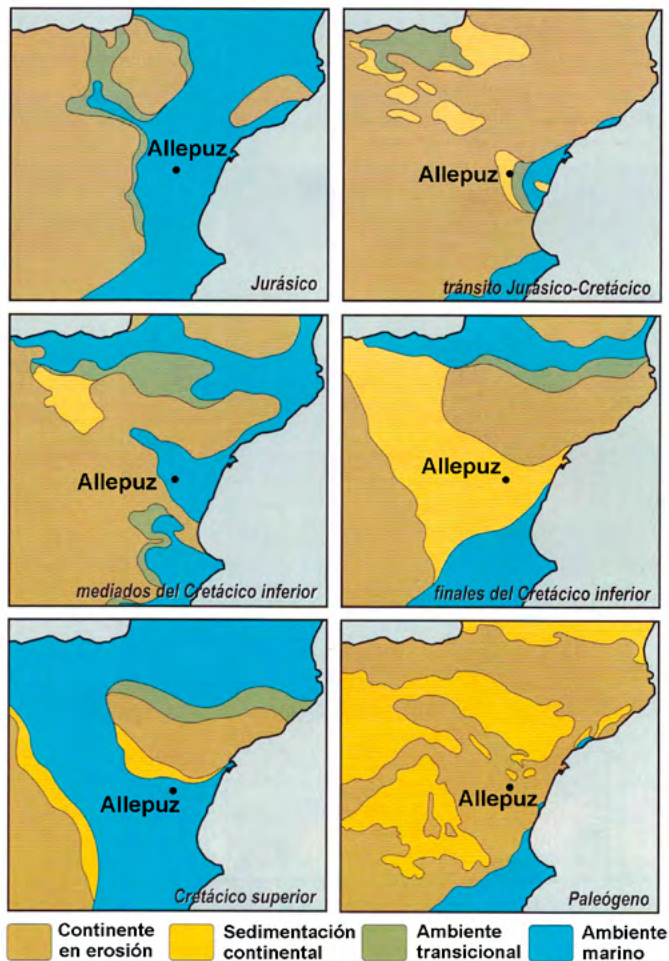 Allepuz
Jurásico
Allepuz
tránsito Jurásico-Cretácico
Allepuz
mediados del Cretácico inferior
Allepuz
finales del Cretácico inferior
Allepuz
Cretácico superior
Allepuz
Paleógeno
Continente
en erosión
Sedimentación
continental
Ambiente
transicional
Ambiente
marino